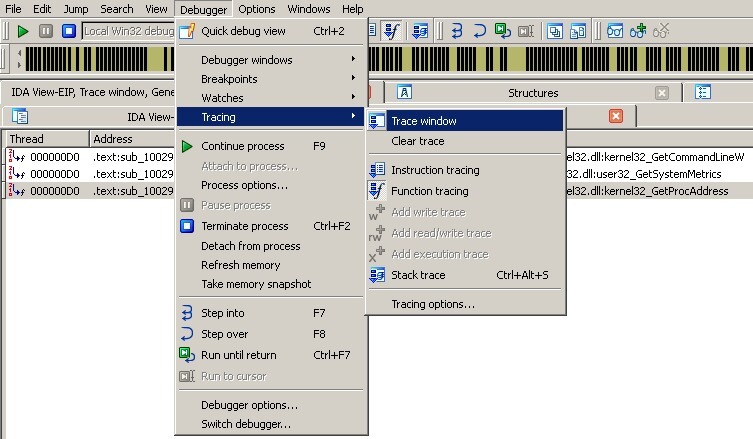 File Edit Jump Search View Debugger Options Windows Help
Local Win32 debug
Quick debug view Ctrl+2
Debugger windows
Breakpoints
Watches
Tracing
Continue process F9
Attach to process...
Process options...
Pause process
Terminate process Ctrl+F2
Detach from process
Refresh memory
Take memory snapshot
Step into F7
Step over F8
Run until return Ctrl+F7
Run to cursor
Debugger options...
Switch debugger...
Trace window
Clear trace
Instruction tracing
Function tracing
Add write trace
Add read/write trace
Add execution trace
Stack trace Ctrl+Alt+S
Tracing options...
IDA View-EIP, Trace window, Gene
Structures
IDA View-
Thread Address
000000D0 .text:sub_10029
el32.dll:kernel32_GetCommandLineW
000000D0 .text:sub_10029
32.dll:user32_GetSystemMetrics
000000D0 .text:sub_10029
el32.dll:kernel32_GetProcAddress